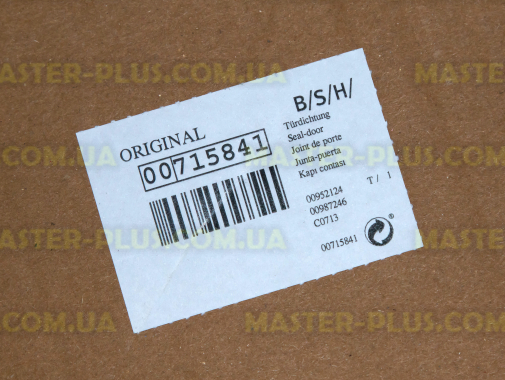 MASTER-PLUS.COM.UA
MASTER-PLUS.COM.UA
ORIGINAL
00715841
B/S/H/
Türdichtung
Seal-door
Joint de porte
Junta-puerta
Kapı contası
00952124 T / 1
00987246
C0713
00715841
®
MASTER-PLUS.COM.UA
MASTER-PLUS.COM.UA
US.COM.UA
MASTER-PLUS.COM.UA